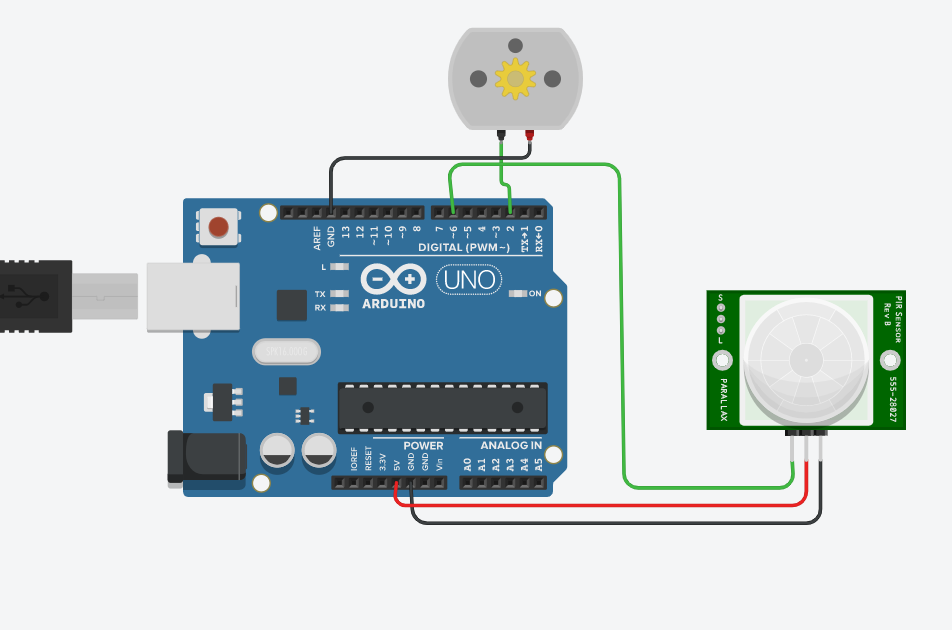 AREF
GND
13
12
~11
~10
~9
8
7
~6
~5
4
~3
2
TX→1
RX←0
DIGITAL (PWM~)
L
TX
RX
UNO
ON
ARDUINO
S
L
PIR SENSOR
REV B
PARALLAX
555-28027
POWER
ANALOG IN
IOREF
RESET
3.3V
5V
GND
GND
Vin
A0
A1
A2
A3
A4
A5